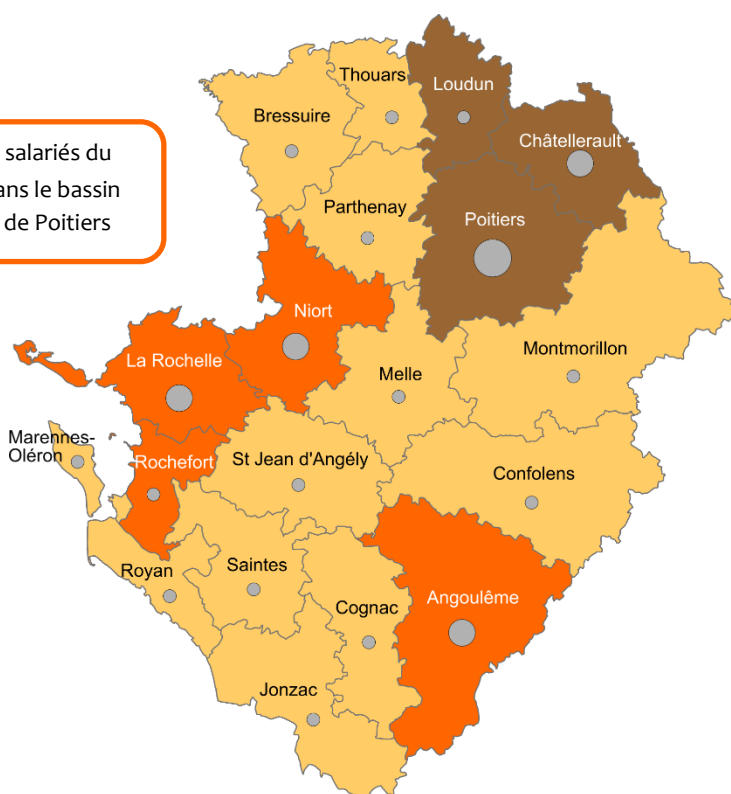 salariés du
ans le bassin
de Poitiers
Thouars
Loudun
Bressuire
Châtellerault
Parthenay
Poitiers
Niort
La Rochelle
Montmorillon
Melle
Marennes-
Oléron
Rochefort
St Jean d'Angély
Confolens
Royan
Saintes
Cognac
Angoulême
Jonzac